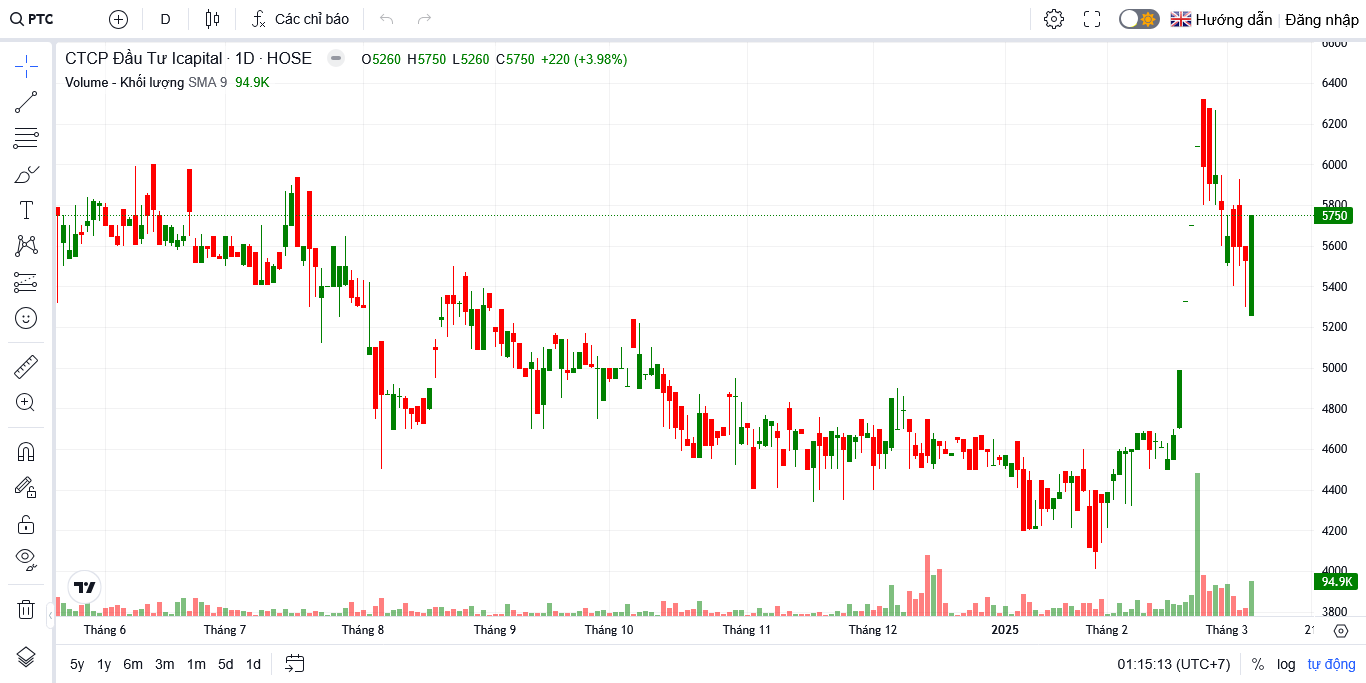 PTC
D
Các chỉ báo
Hướng dẫn
Đăng nhập
CTCP Đầu Tư Icapital · 1D · HOSE
O5260 H5750 L5260 C5750 +220 (+3.98%)
Volume - Khối lượng SMA 9 94.9K
6600
6400
6200
6000
5800
5750
5600
5400
5200
5000
4800
4600
4400
4200
4000
94.9K
3800
Tháng 6 Tháng 7 Tháng 8 Tháng 9 Tháng 10 Tháng 11 Tháng 12 2025 Tháng 2 Tháng 3
5y 1y 6m 3m 1m 5d 1d
01:15:13 (UTC+7)
% log tự động